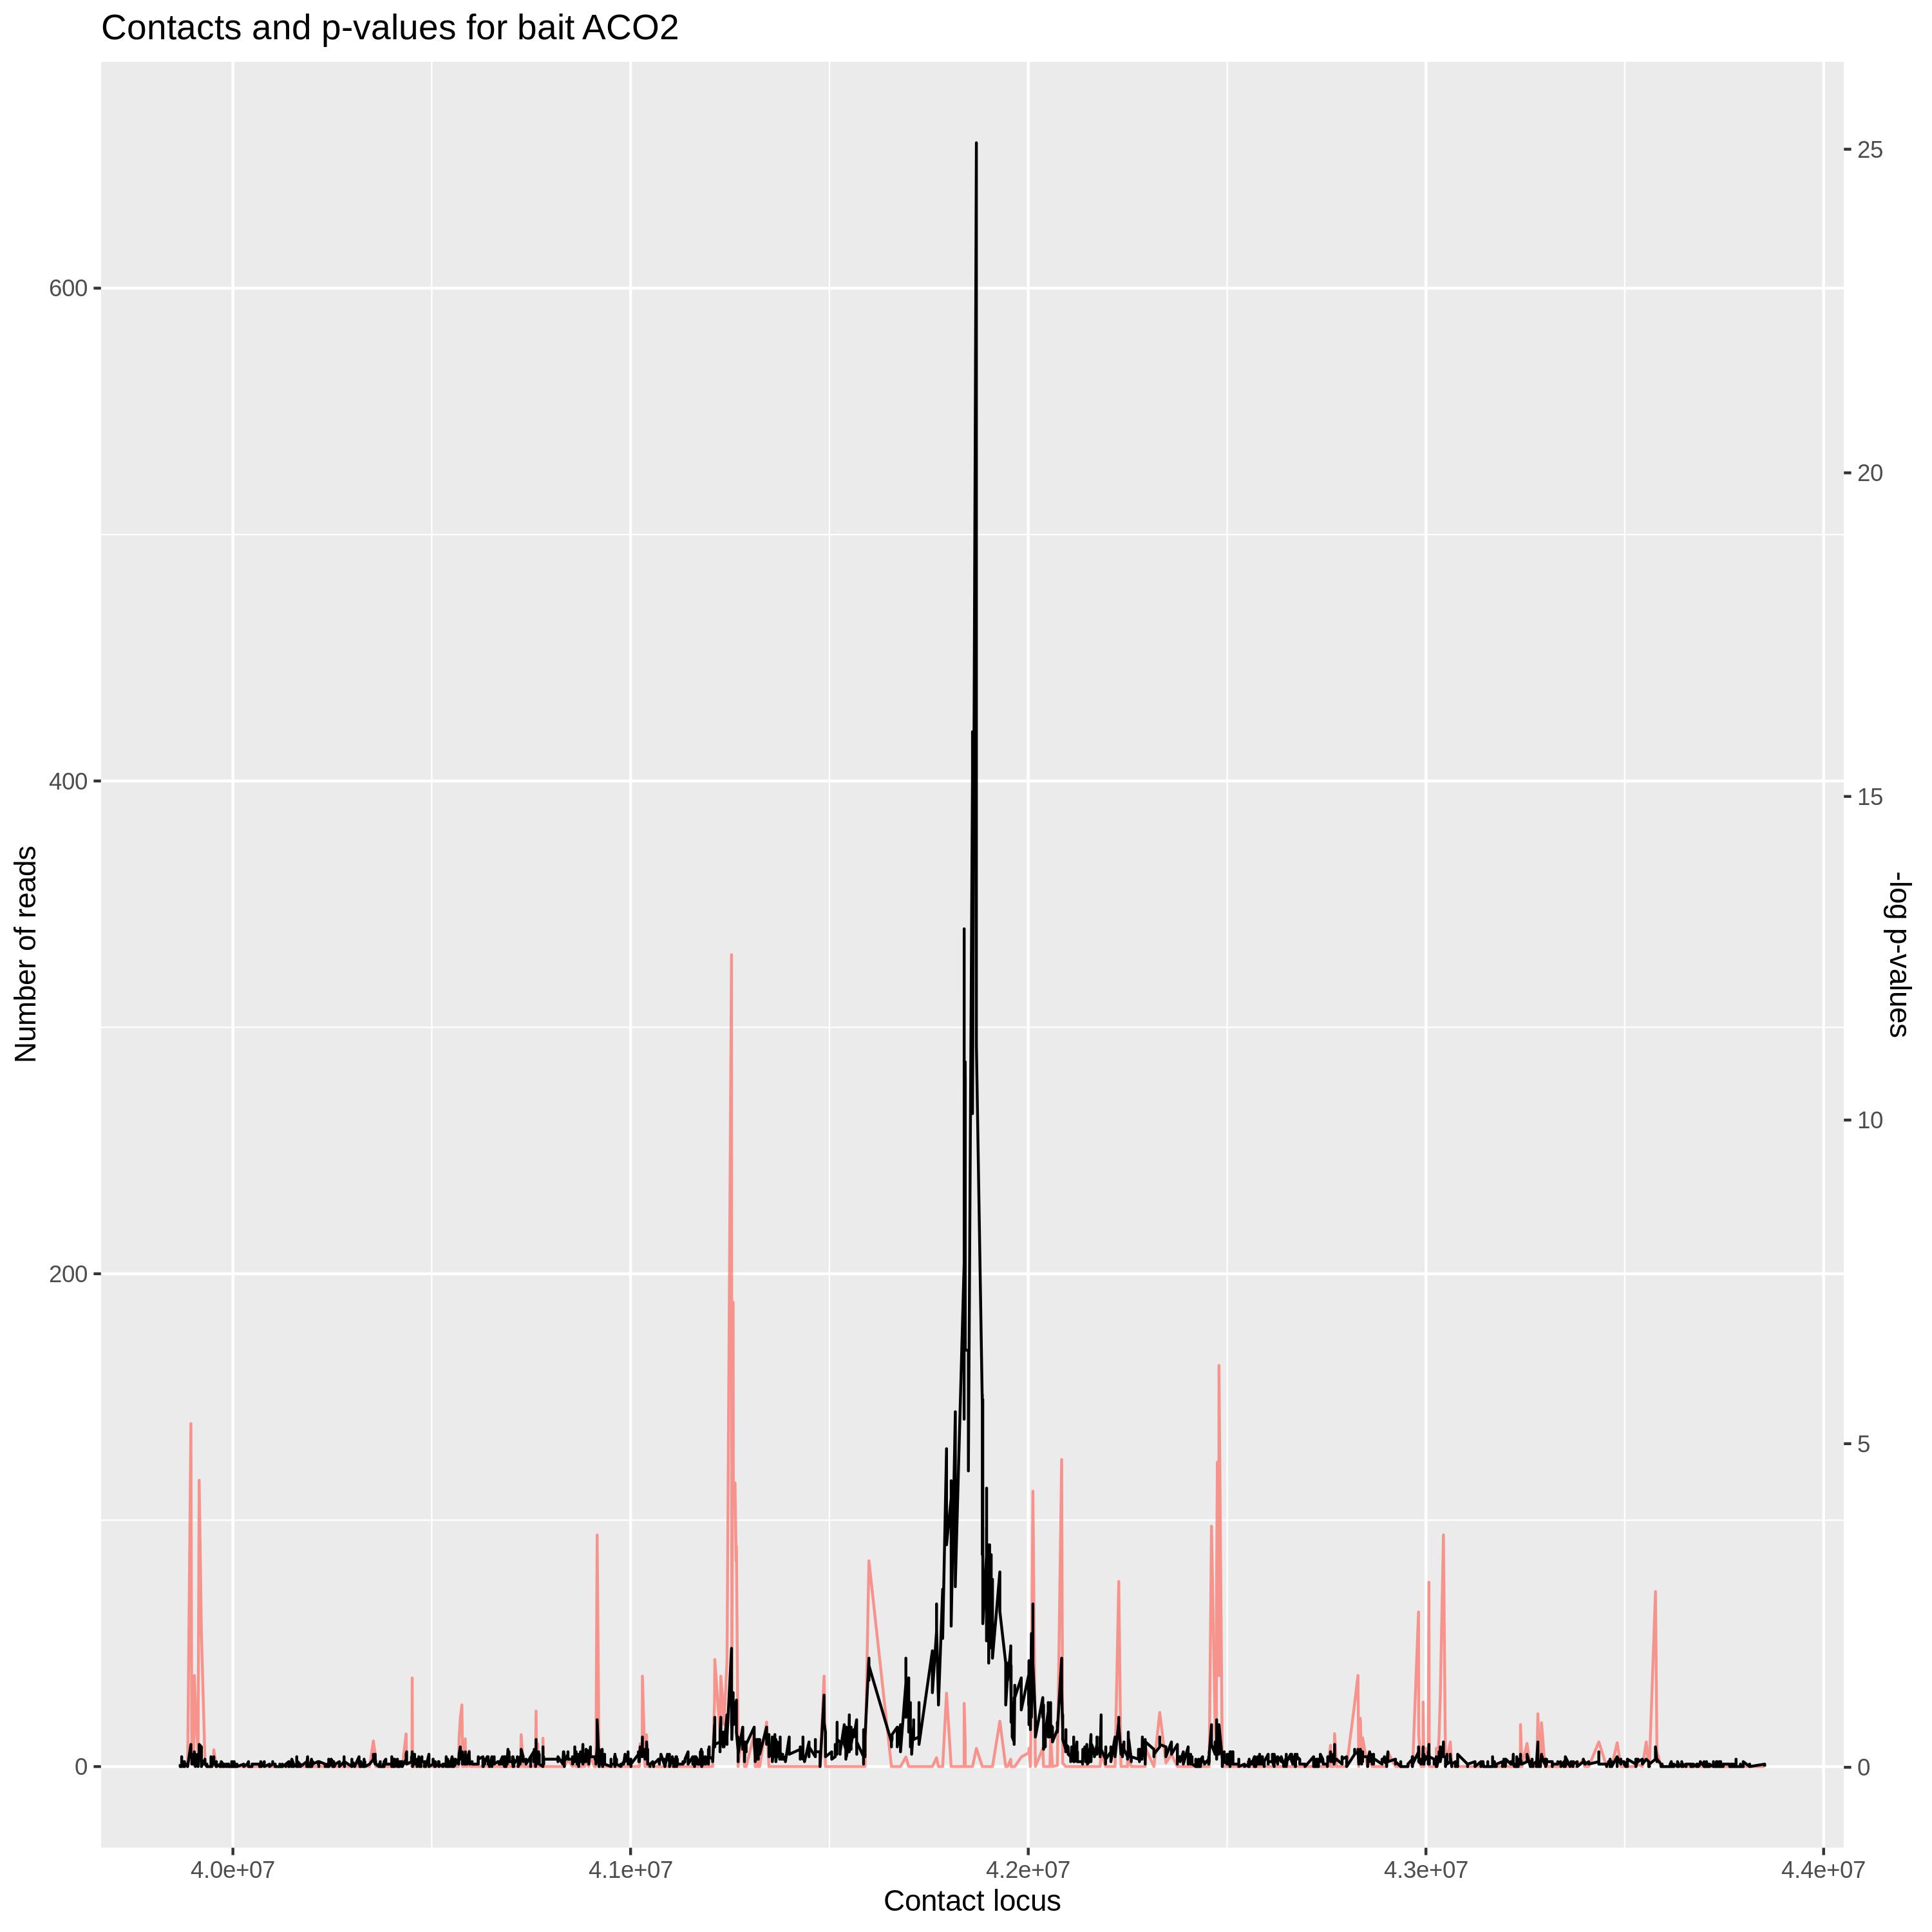 Contacts and p-values for bait ACO2
Number of reads
600
400
200
0
25
20
15
10
5
0
-log p-values
4.0e+07 4.1e+07 4.2e+07 4.3e+07 4.4e+07
Contact locus